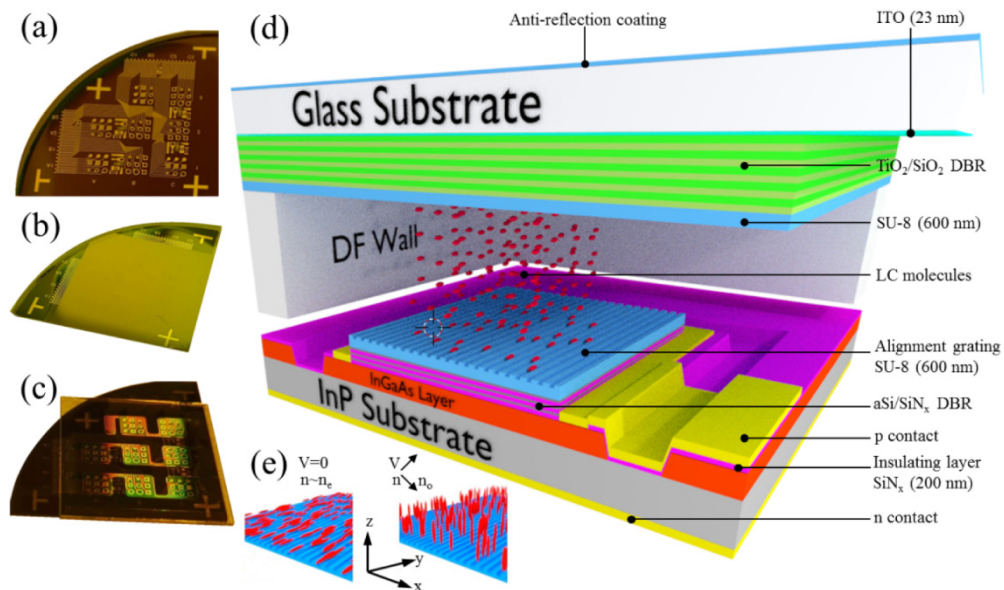 (a)
(b)
(c)
(d)
Anti-reflection coating
ITO (23 nm)
Glass Substrate
TiO₂/SiO₂ DBR
SU-8 (600 nm)
DF Wall
LC molecules
Alignment grating
SU-8 (600 nm)
InGaAs Layer
aSi/SiNₓ DBR
InP Substrate
p contact
Insulating layer
SiNₓ (200 nm)
n contact
(e)
V=0
n~nₑ
V
n
nₒ
z
y
x